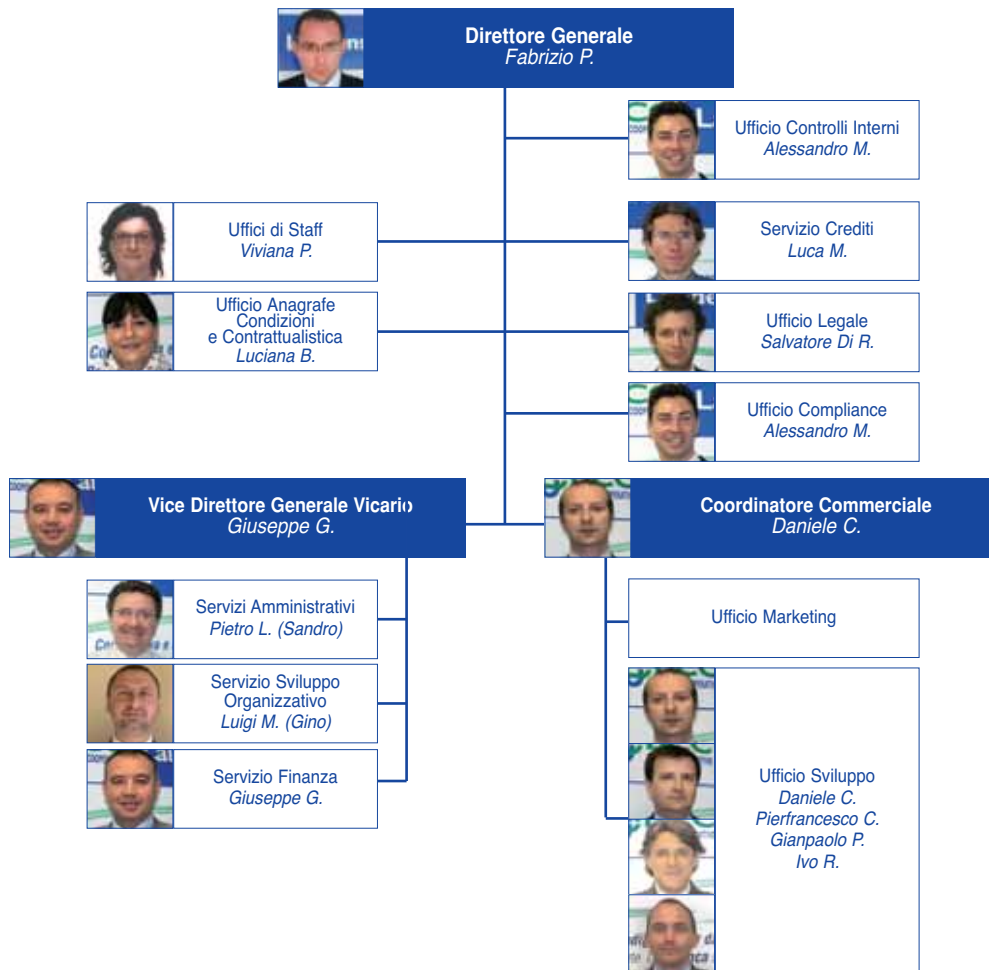 Direttore Generale
Fabrizio P.
Ufficio Controlli Interni
Alessandro M.
Uffici di Staff
Viviana P.
Servizio Crediti
Luca M.
Ufficio Anagrafe
Condizioni
e Contrattualistica
Luciana B.
Ufficio Legale
Salvatore Di R.
Ufficio Compliance
Alessandro M.
Vice Direttore Generale Vicario
Giuseppe G.
Coordinatore Commerciale
Daniele C.
Servizi Amministrativi
Pietro L. (Sandro)
Servizio Sviluppo
Organizzativo
Luigi M. (Gino)
Servizio Finanza
Giuseppe G.
Ufficio Marketing
Ufficio Sviluppo
Daniele C.
Pierfrancesco C.
Gianpaolo P.
Ivo R.